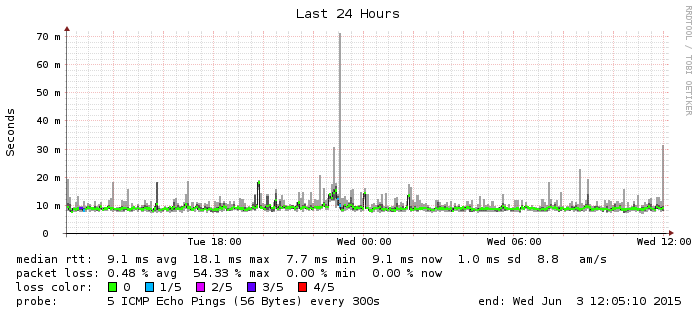 Last 24 Hours
RRDTOOL / TOBI OETIKER
Seconds
70 m
60 m
50 m
40 m
30 m
20 m
10 m
0
Tue 18:00 Wed 00:00 Wed 06:00 Wed 12:00
median rtt: 9.1 ms avg 18.1 ms max 7.7 ms min 9.1 ms now 1.0 ms sd 8.8 am/s
packet loss: 0.48 % avg 54.33 % max 0.00 % min 0.00 % now
loss color: 0 1/5 2/5 3/5 4/5
probe: 5 ICMP Echo Pings (56 Bytes) every 300s end: Wed Jun 3 12:05:10 2015